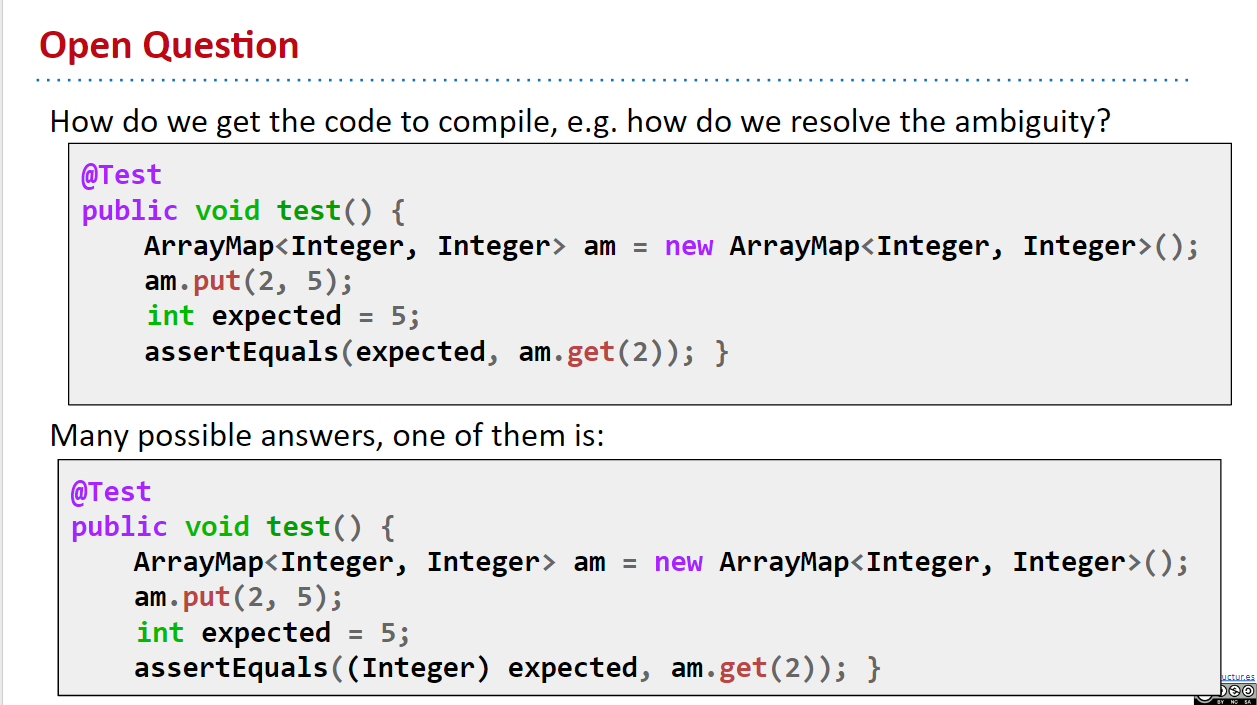 Open Question
How do we get the code to compile, e.g. how do we resolve the ambiguity?
@Test
public void test() {
    ArrayMap<Integer, Integer> am = new ArrayMap<Integer, Integer>();
    am.put(2, 5);
    int expected = 5;
    assertEquals(expected, am.get(2)); }
Many possible answers, one of them is:
@Test
public void test() {
    ArrayMap<Integer, Integer> am = new ArrayMap<Integer, Integer>();
    am.put(2, 5);
    int expected = 5;
    assertEquals((Integer) expected, am.get(2)); }
uctur.es
BY NC SA